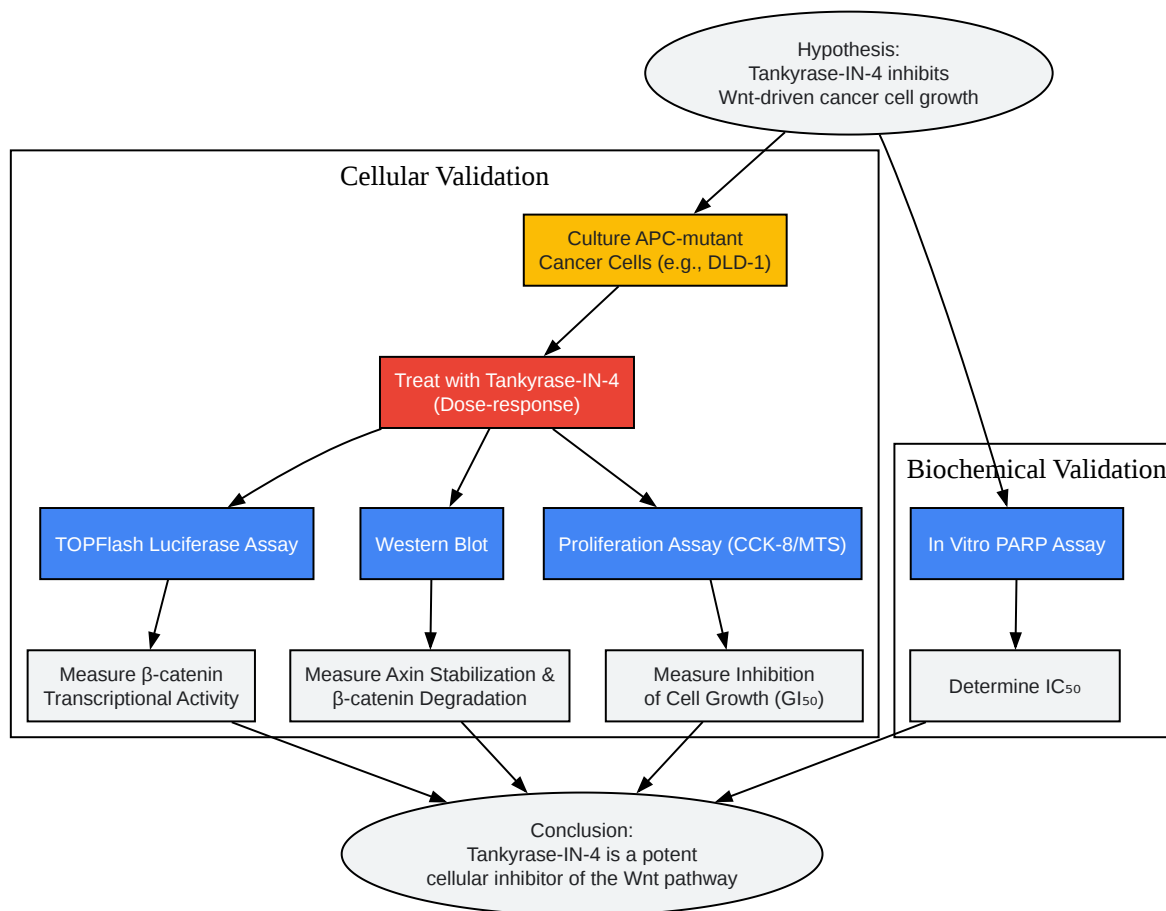 Hypothesis:
Tankyrase-IN-4 inhibits
Wnt-driven cancer cell growth
Cellular Validation
Culture APC-mutant
Cancer Cells (e.g., DLD-1)
Treat with Tankyrase-IN-4
(Dose-response)
Biochemical Validation
TOPFlash Luciferase Assay
Western Blot
Proliferation Assay (CCK-8/MTS)
In Vitro PARP Assay
Measure β-catenin
Transcriptional Activity
Measure Axin Stabilization &
β-catenin Degradation
Measure Inhibition
of Cell Growth (GI₅₀)
Determine IC₅₀
Conclusion:
Tankyrase-IN-4 is a potent
cellular inhibitor of the Wnt pathway